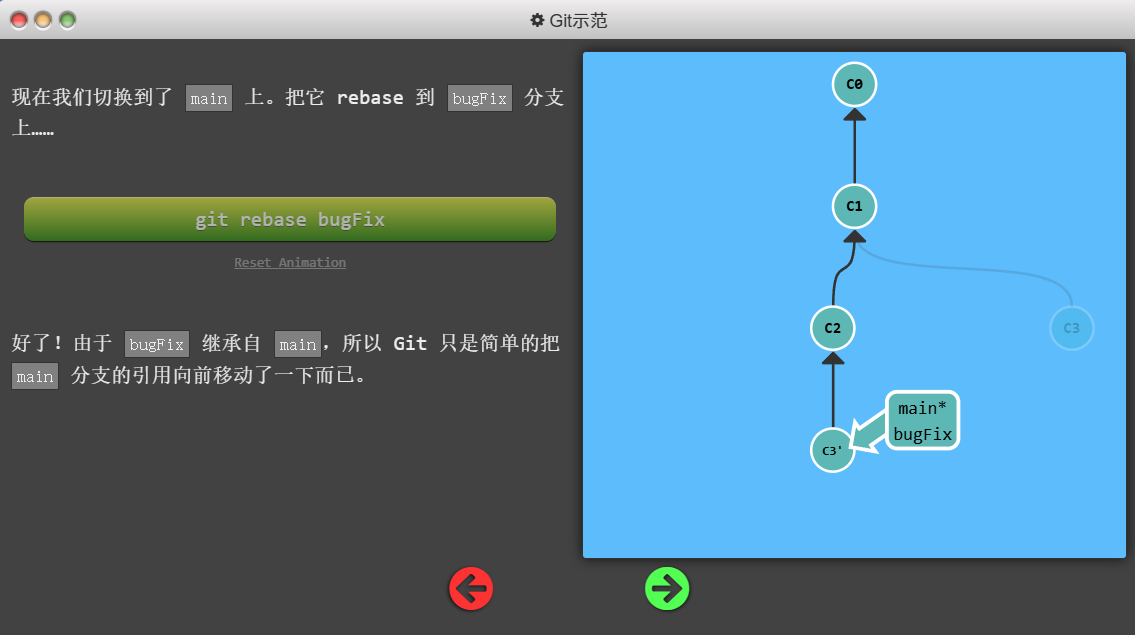 Git示范
现在我们切换到了 main 上。把它 rebase 到 bugFix 分支
上……
git rebase bugFix
Reset Animation
好了！由于 bugFix 继承自 main，所以 Git 只是简单的把
main 分支的引用向前移动了一下而已。
C0
C1
C2
C3
C3'
main*
bugFix